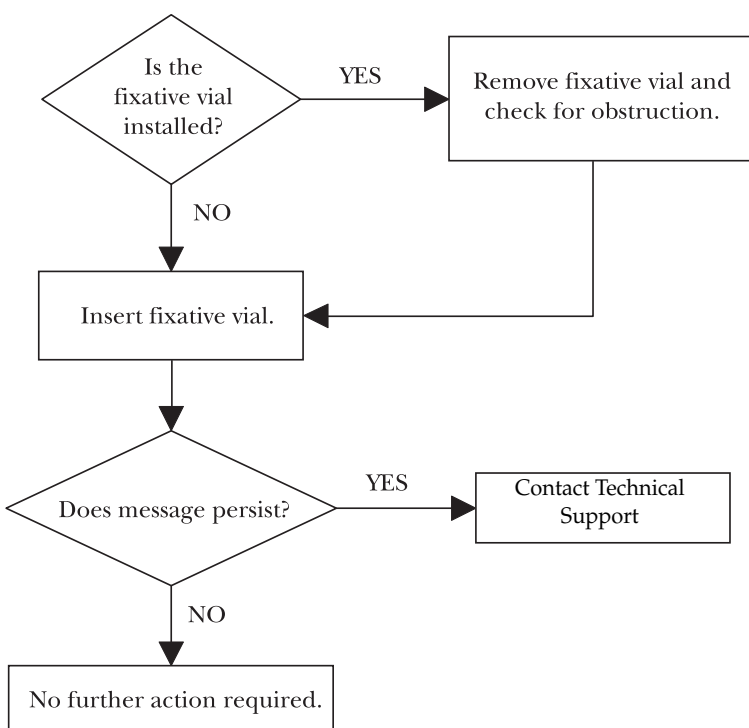 Is the
fixative vial
installed?
YES
Remove fixative vial and
check for obstruction.
NO
Insert fixative vial.
Does message persist?
YES
Contact Technical
Support
NO
No further action required.